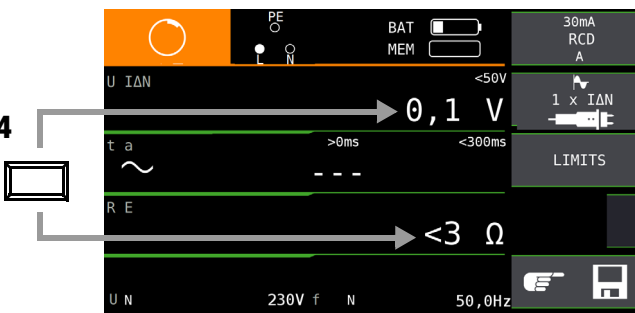 PE
L N
BAT
MEM
30mA
RCD
A
U IΔN
<50V
0,1 V
1 x IΔN
4
t a
>0ms
<300ms
---
LIMITS
R E
<3 Ω
U N 230V f N 50,0Hz